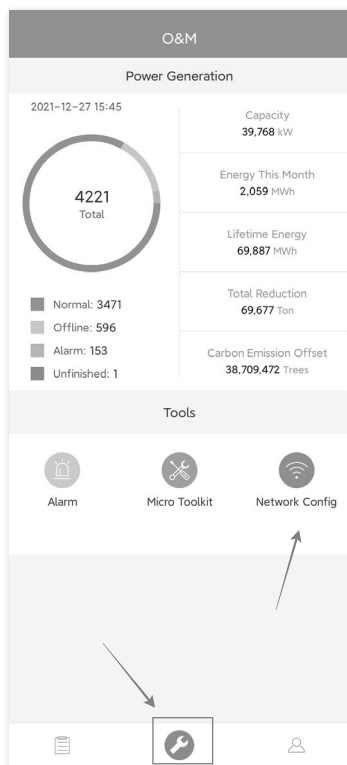 O&M
Power Generation
2021-12-27 15:45
4221
Total
Normal: 3471
Offline: 596
Alarm: 153
Unfinished: 1
Capacity
39,768 kW
Energy This Month
2,059 MWh
Lifetime Energy
69,887 MWh
Total Reduction
69,677 Ton
Carbon Emission Offset
38,709,472 Trees
Tools
Alarm
Micro Toolkit
Network Config